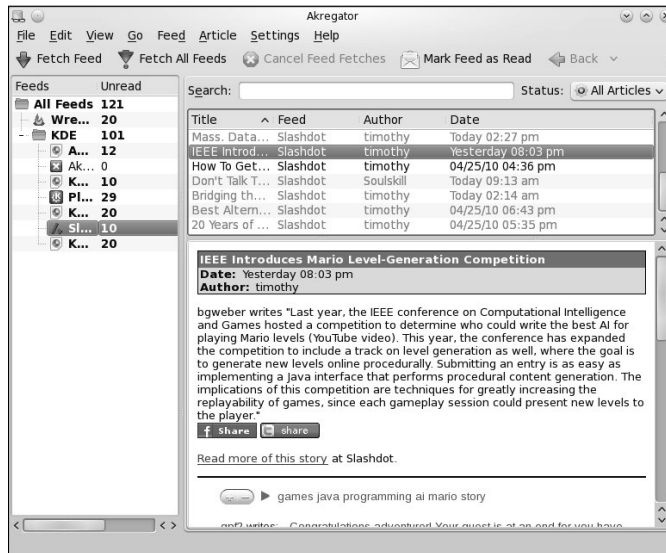 Akregator
File Edit View Go Feed Article Settings Help
Fetch Feed Fetch All Feeds Cancel Feed Fetches Mark Feed as Read Back
Feeds Unread
All Feeds 121
Wre... 20
KDE 101
A... 12
Ak... 0
K... 10
Pl... 29
K... 20
Sl... 10
K... 20
Search: Status: All Articles
Title Feed Author Date
Mass. Data... Slashdot timothy Today 02:27 pm
IEEE Introd... Slashdot timothy Yesterday 08:03 pm
How To Get... Slashdot timothy 04/25/10 04:36 pm
Don't Talk T... Slashdot Soulskill Today 09:13 am
Bridging th... Slashdot timothy Today 02:14 am
Best Altern... Slashdot timothy 04/25/10 06:43 pm
20 Years of ... Slashdot timothy 04/25/10 05:35 pm
IEEE Introduces Mario Level-Generation Competition
Date: Yesterday 08:03 pm
Author: timothy
bgweber writes "Last year, the IEEE conference on Computational Intelligence
and Games hosted a competition to determine who could write the best AI for
playing Mario levels (YouTube video). This year, the conference has expanded
the competition to include a track on level generation as well, where the goal is
to generate new levels online procedurally. Submitting an entry is as easy as
implementing a Java interface that performs procedural content generation. The
implications of this competition are techniques for greatly increasing the
replayability of games, since each gameplay session could present new levels to
the player."
f Share share
Read more of this story at Slashdot.
games java programming ai mario story
writes: Congratulations adventurer! Your quest is at an end for you have